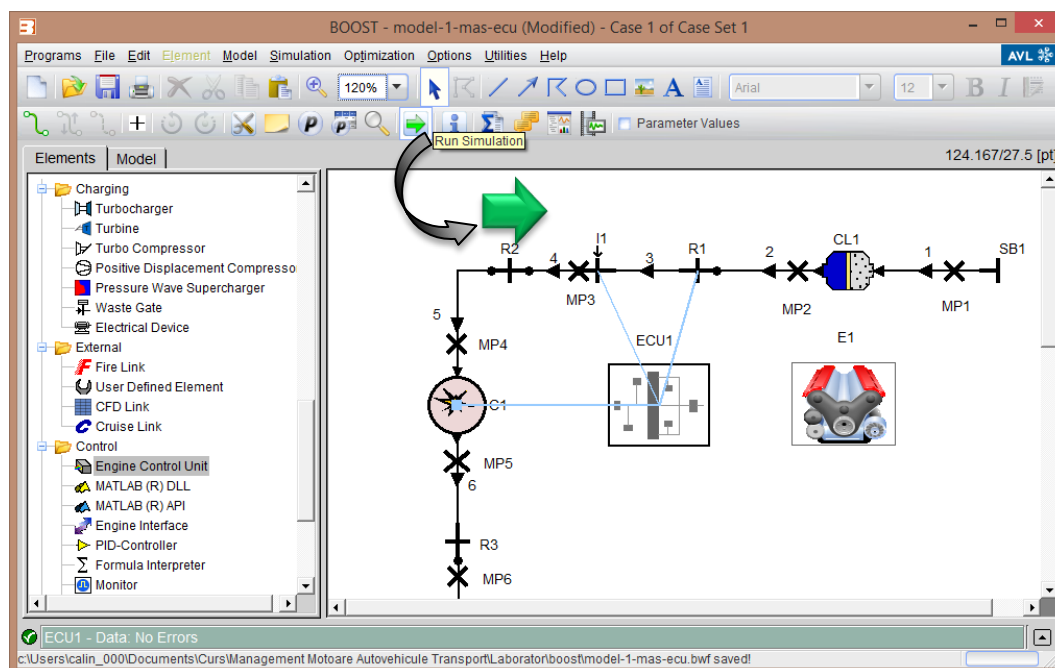 BOOST - model-1-mas-ecu (Modified) - Case 1 of Case Set 1
Programs File Edit Element Model Simulation Optimization Options Utilities Help
AVL
120%
A
Arial
12
B I
P P
Σ
Parameter Values
Run Simulation
Elements Model
124.167/27.5 [pt]
Charging
Turbocharger
Turbine
Turbo Compressor
Positive Displacement Compresso
Pressure Wave Supercharger
Waste Gate
Electrical Device
External
Fire Link
User Defined Element
CFD Link
Cruise Link
Control
Engine Control Unit
MATLAB (R) DLL
MATLAB (R) API
Engine Interface
PID-Controller
Formula Interpreter
Monitor
R2 I1 R1 CL1 SB1
4 3 2 1
MP3 MP2 MP1
5
MP4 ECU1 E1
C1
MP5
6
R3
MP6
ECU1 - Data: No Errors
c:\Users\calin_000\Documents\Curs\Management Motoare Autovehicule Transport\Laborator\boost\model-1-mas-ecu.bwf saved!